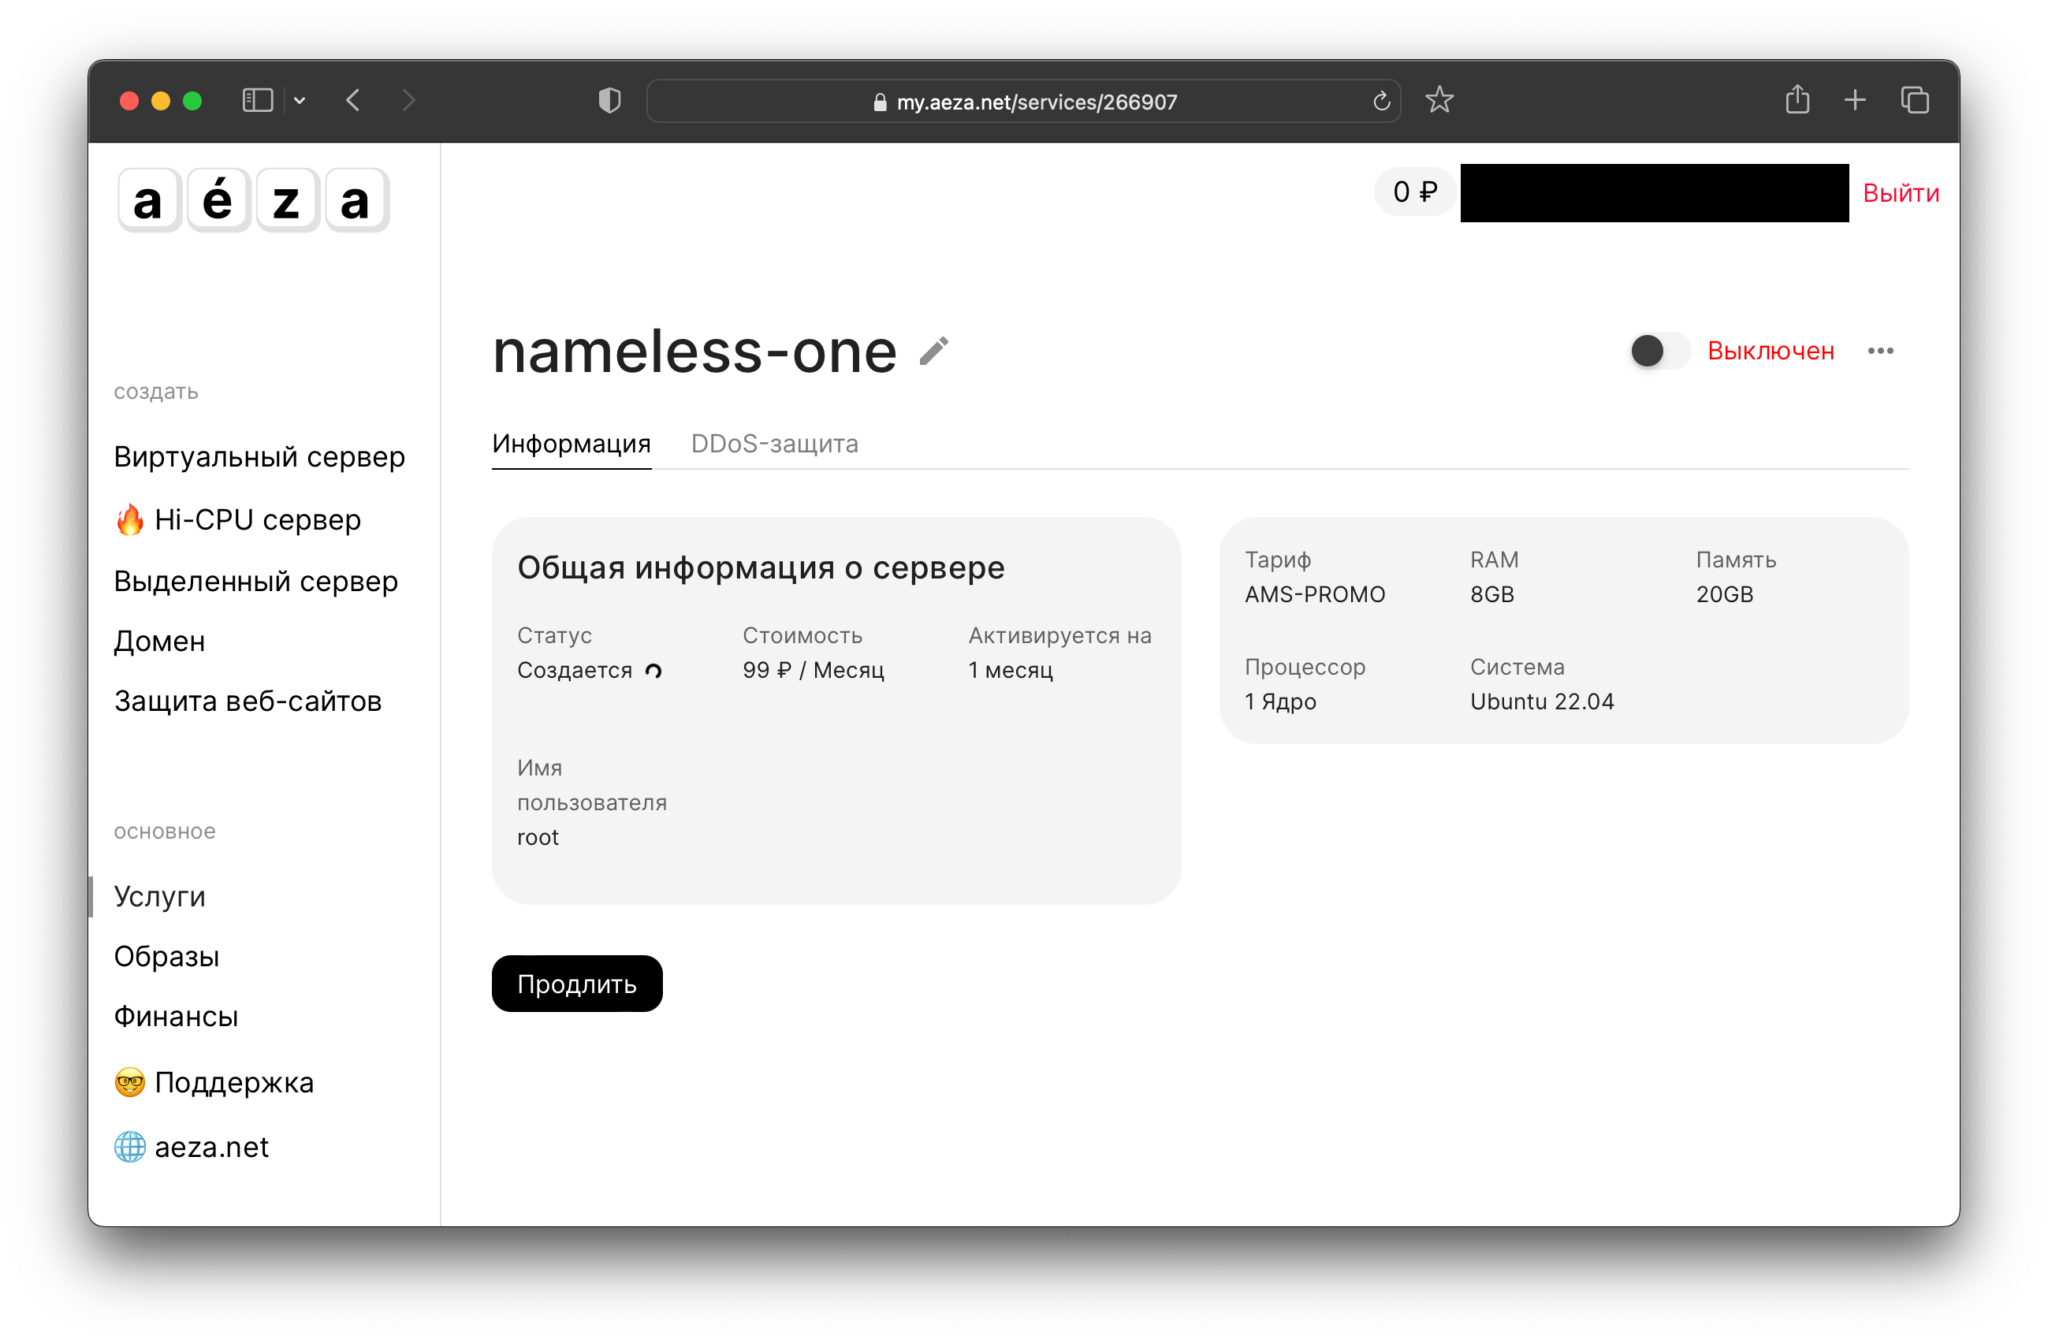 my.aeza.net/services/266907
aéza
0 ₽
Выйти
nameless-one
Выключен
Информация
DDoS-защита
создать
Виртуальный сервер
Hi-CPU сервер
Выделенный сервер
Домен
Защита веб-сайтов
основное
Услуги
Образы
Финансы
Поддержка
aeza.net
Общая информация о сервере
Статус
Создается
Стоимость
99 ₽ / Месяц
Активируется на
1 месяц
Имя
пользователя
root
Тариф
AMS-PROMO
RAM
8GB
Память
20GB
Процессор
1 Ядро
Система
Ubuntu 22.04
Продлить